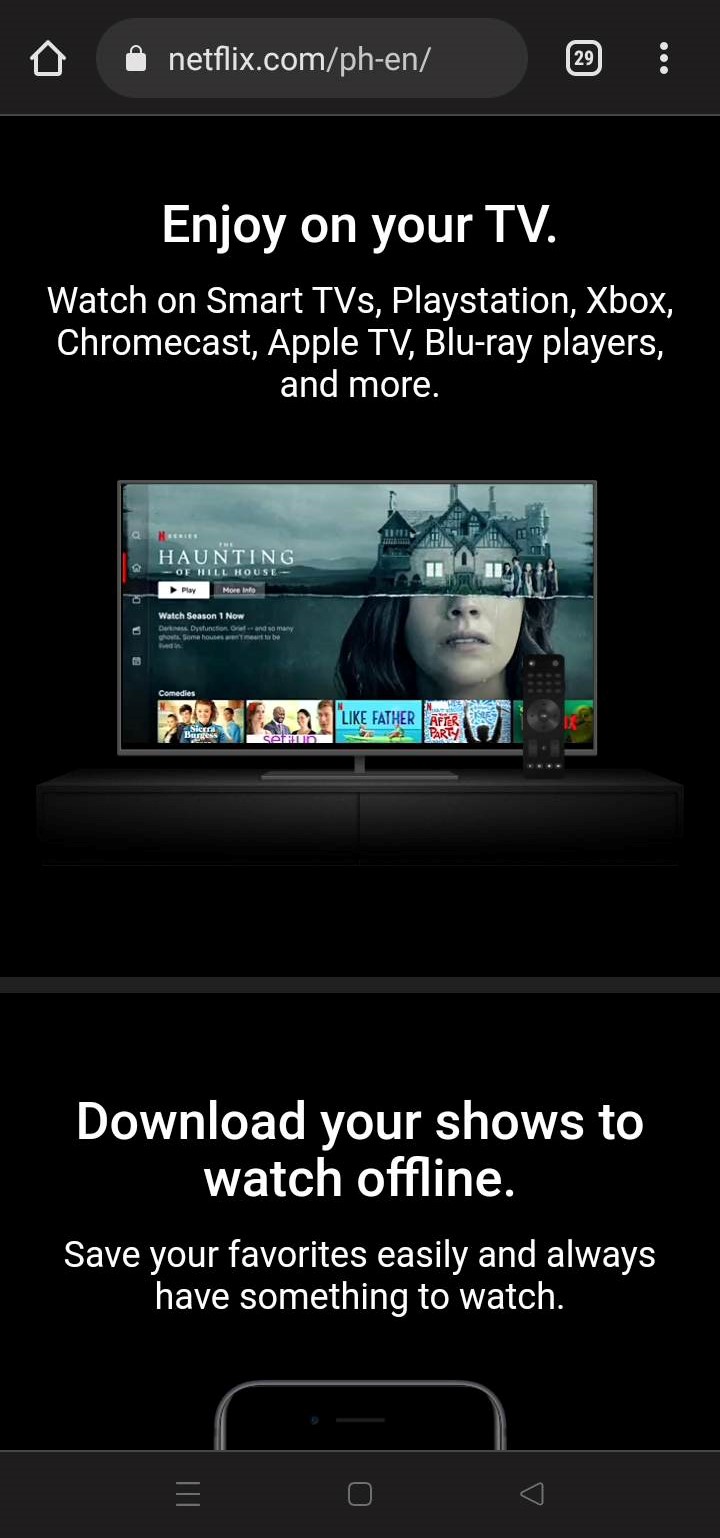 netflix.com/ph-en/
29
Enjoy on your TV.
Watch on Smart TVs, Playstation, Xbox,
Chromecast, Apple TV, Blu-ray players,
and more.
N SERIES
THE
HAUNTING
OF HILL HOUSE
Play More Info
Watch Season 1 Now
Darkness. Dysfunction. Grief -- and so many
ghosts. Some houses aren't meant to be
lived in.
Comedies
Sierra
Burgess
set it up
LIKE FATHER
THE
AFTER
PARTY
Download your shows to
watch offline.
Save your favorites easily and always
have something to watch.